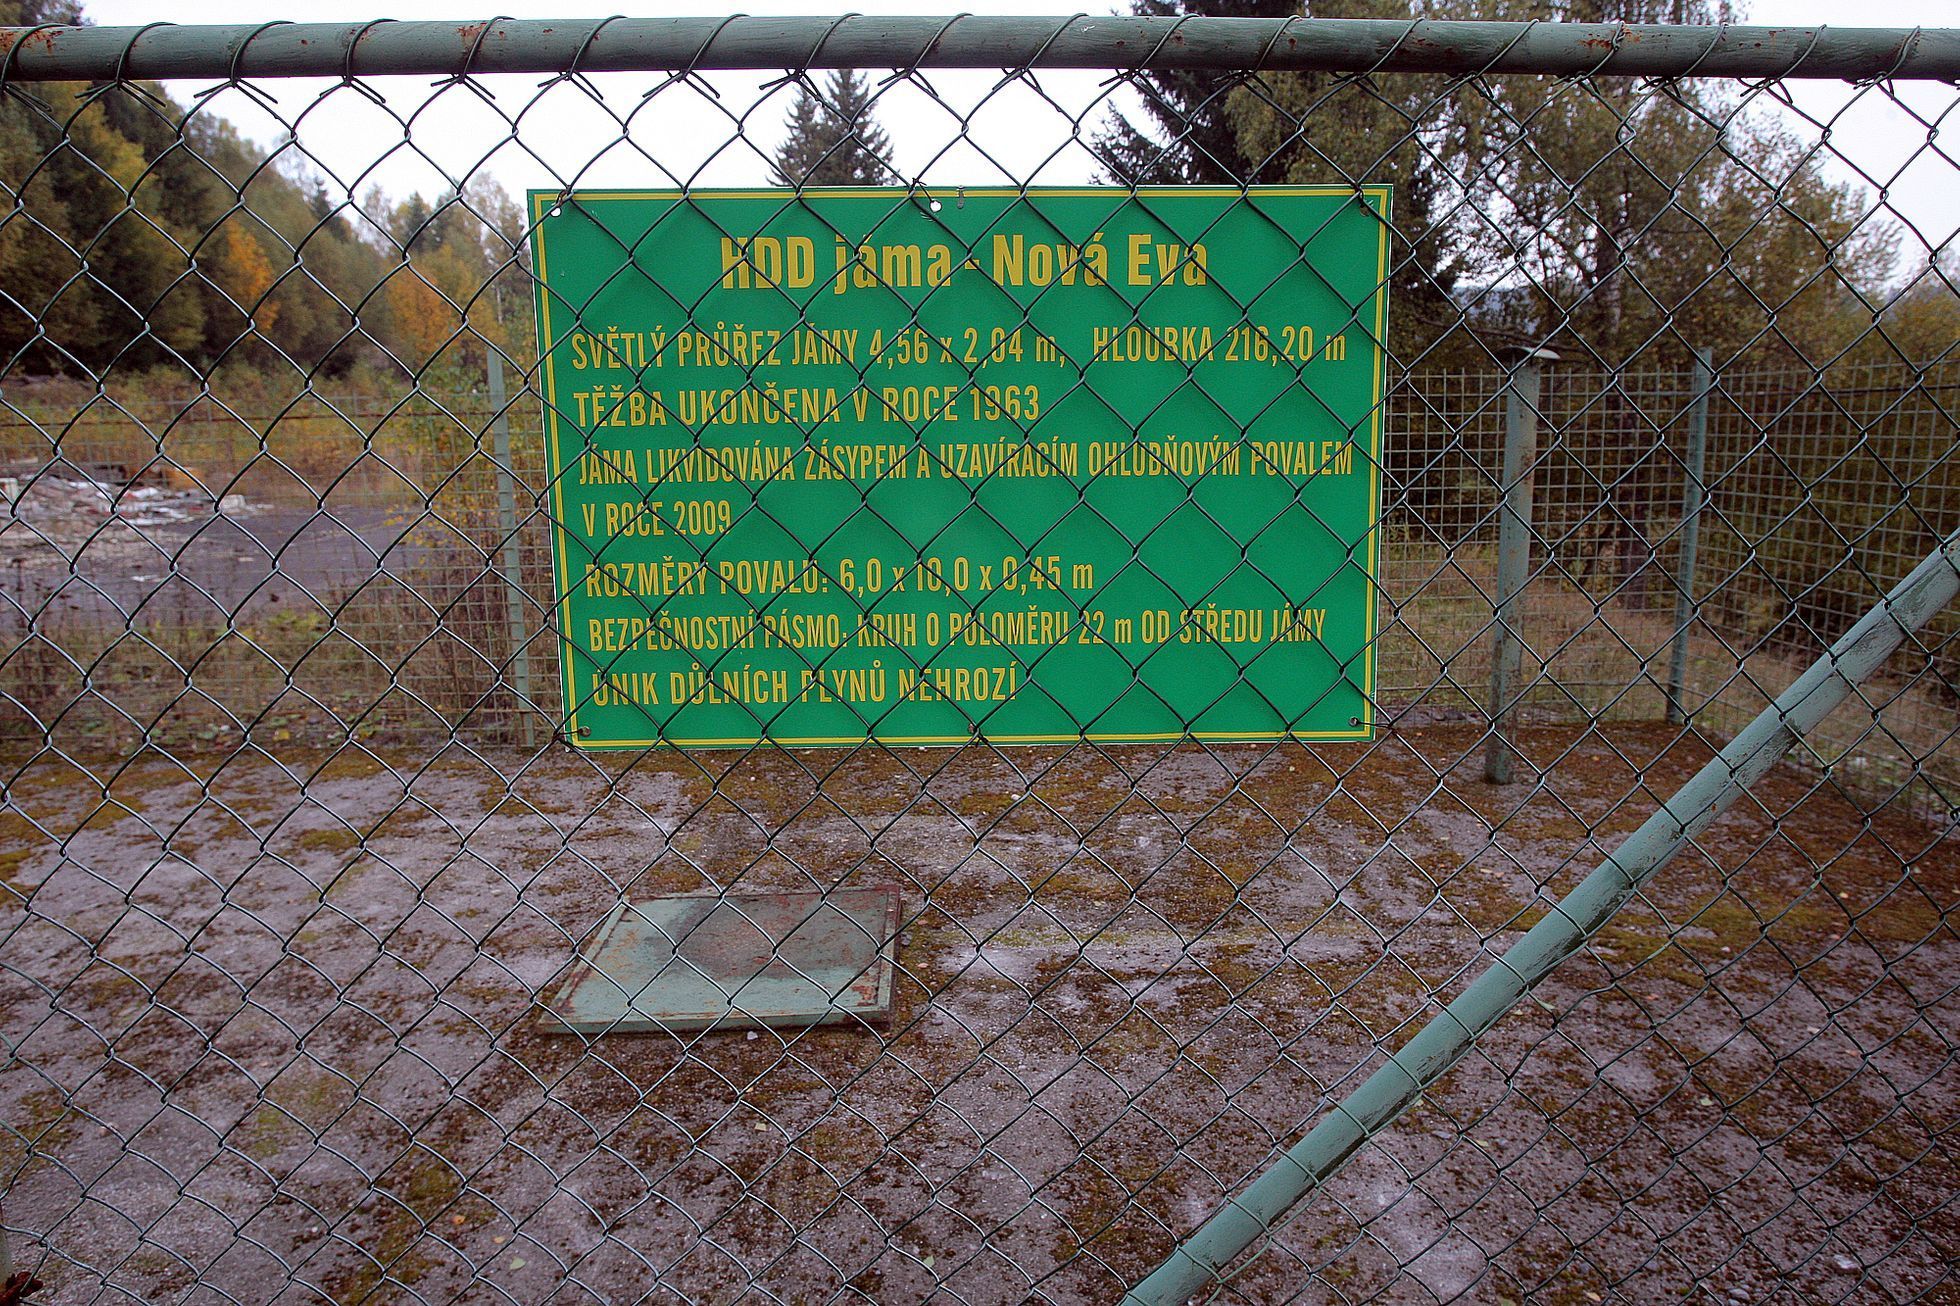 HDD jáma - Nová Eva
SVĚTLÝ PRŮŘEZ JÁMY 4,56 x 2,04 m, HLOUBKA 216,20 m
TĚŽBA UKONČENA V ROCE 1963
JÁMA LIKVIDOVÁNA ZÁSYPEM A UZAVÍRACÍM OHLUBŇOVÝM POVALEM
V ROCE 2009
ROZMĚRY POVALU: 6,0 x 10,0 x 0,45 m
BEZPEČNOSTNÍ PÁSMO: KRUH O POLOMĚRU 22 m OD STŘEDU JÁMY
ÚNIK DŮLNÍCH PLYNŮ NEHROZÍ